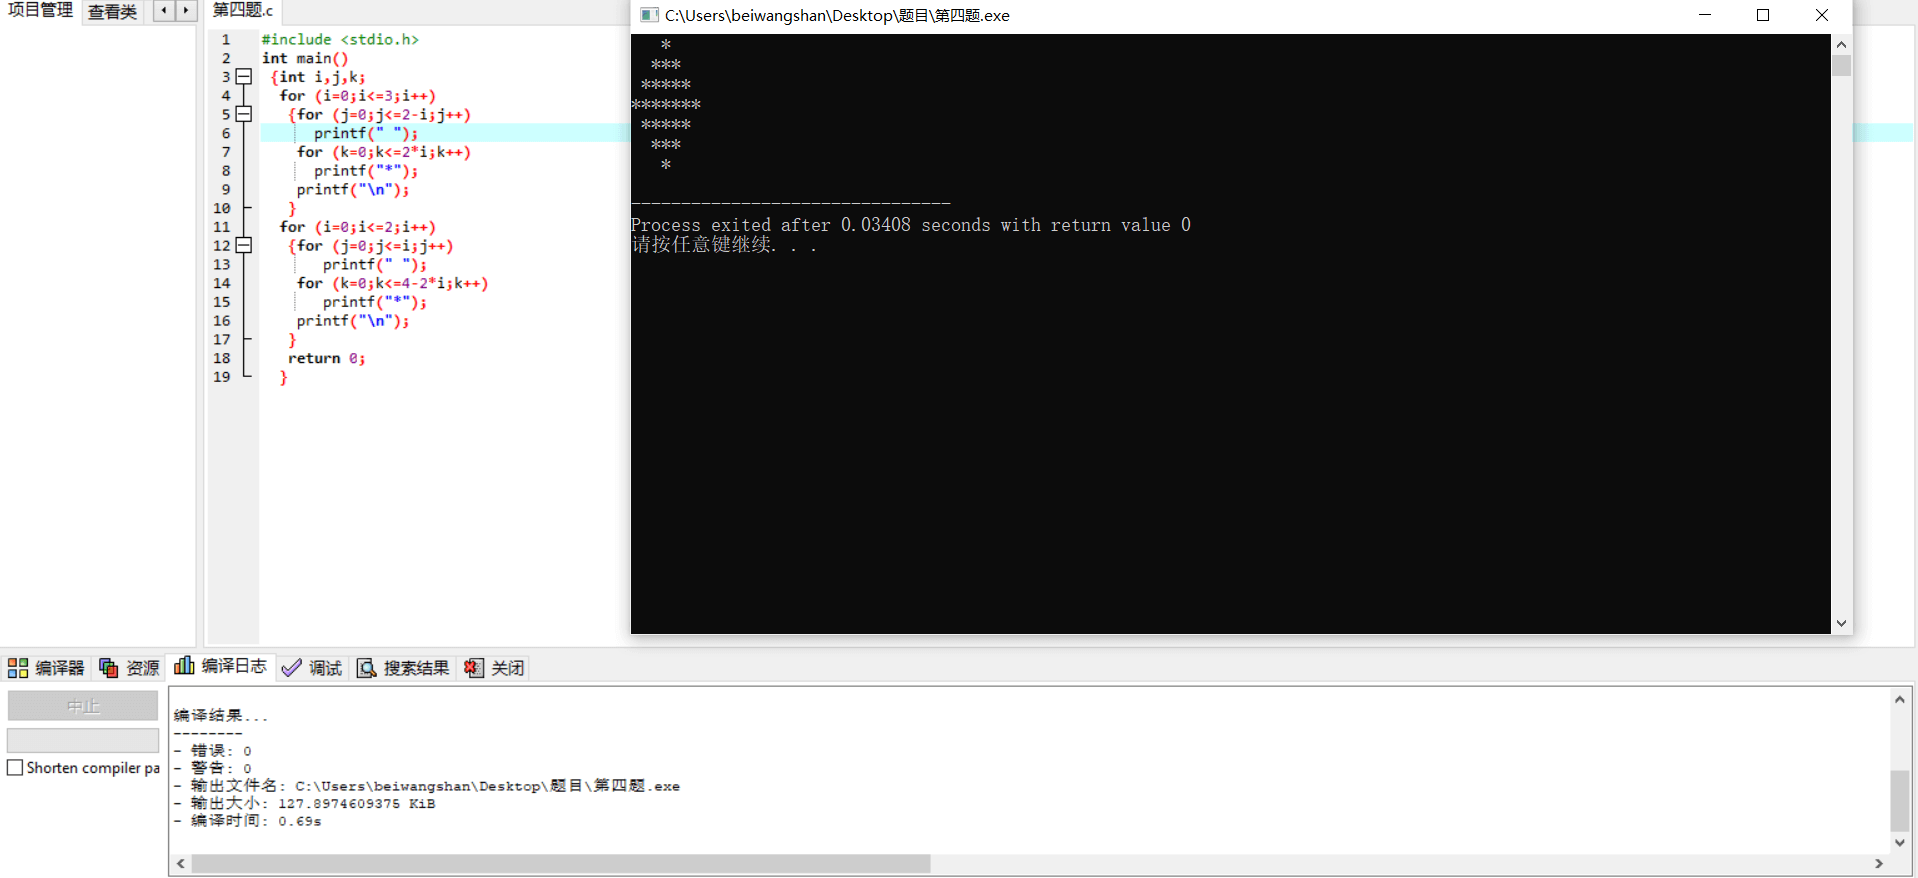 项目管理 查看类
第四题.c
1 #include <stdio.h>
2 int main()
3 {int i,j,k;
4 for (i=0;i<=3;i++)
5 {for (j=0;j<=2-i;j++)
6 printf(" ");
7 for (k=0;k<=2*i;k++)
8 printf("*");
9 printf("\n");
10 }
11 for (i=0;i<=2;i++)
12 {for (j=0;j<=i;j++)
13 printf(" ");
14 for (k=0;k<=4-2*i;k++)
15 printf("*");
16 printf("\n");
17 }
18 return 0;
19 }
C:\Users\beiwangshan\Desktop\题目\第四题.exe
   *
  ***
 *****
*******
 *****
  ***
   *
--------------------------------
Process exited after 0.03408 seconds with return value 0
请按任意键继续. . .
编译器 资源 编译日志 调试 搜索结果 关闭
中止
Shorten compiler pa
编译结果...
--------
- 错误: 0
- 警告: 0
- 输出文件名: C:\Users\beiwangshan\Desktop\题目\第四题.exe
- 输出大小: 127.8974609375 KiB
- 编译时间: 0.69s